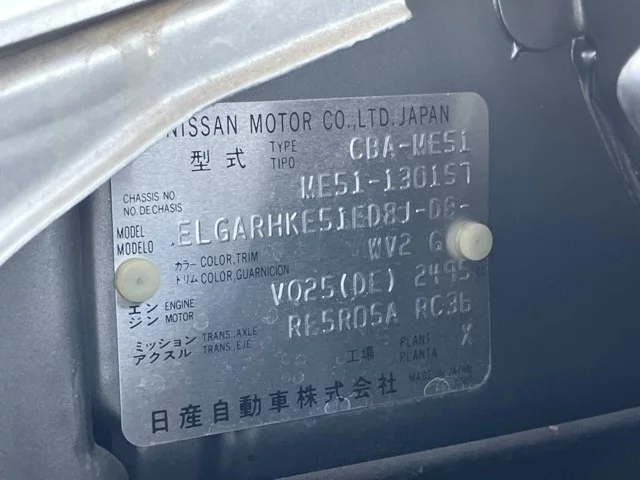 NISSAN MOTOR CO.,LTD.JAPAN
型式 TYPE TIPO CBA-ME51
CHASSIS NO. NO.DE CHASIS ME51-130157
MODEL MODELO ELGARHKE51ED8J-DB-
カラー COLOR,TRIM トリム COLOR,GUARNICION WV2 G
エンジン ENGINE MOTOR VQ25(DE) 2495
ミッション TRANS.,AXLE アクスル TRANS.,EJE RE5R05A RC36
工場 PLANT PLANTA X
日産自動車株式会社 MADE IN JAPAN